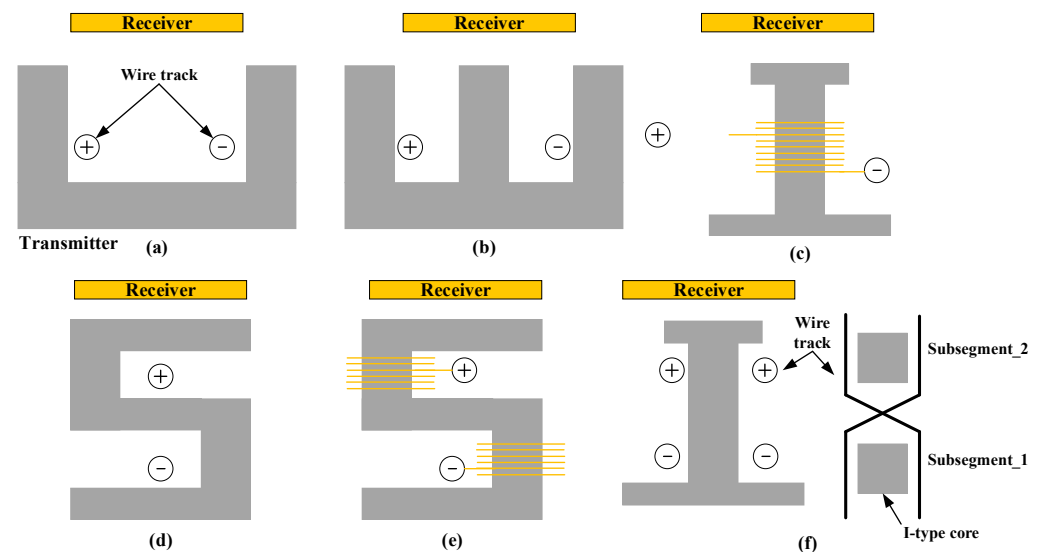 Receiver
Receiver
Receiver
Wire track
+
−
+
−
+
−
Transmitter
(a)
(b)
(c)
Receiver
Receiver
Receiver
Wire
track
Subsegment_2
+
+
+
+
−
−
−
−
Subsegment_1
I-type core
(d)
(e)
(f)